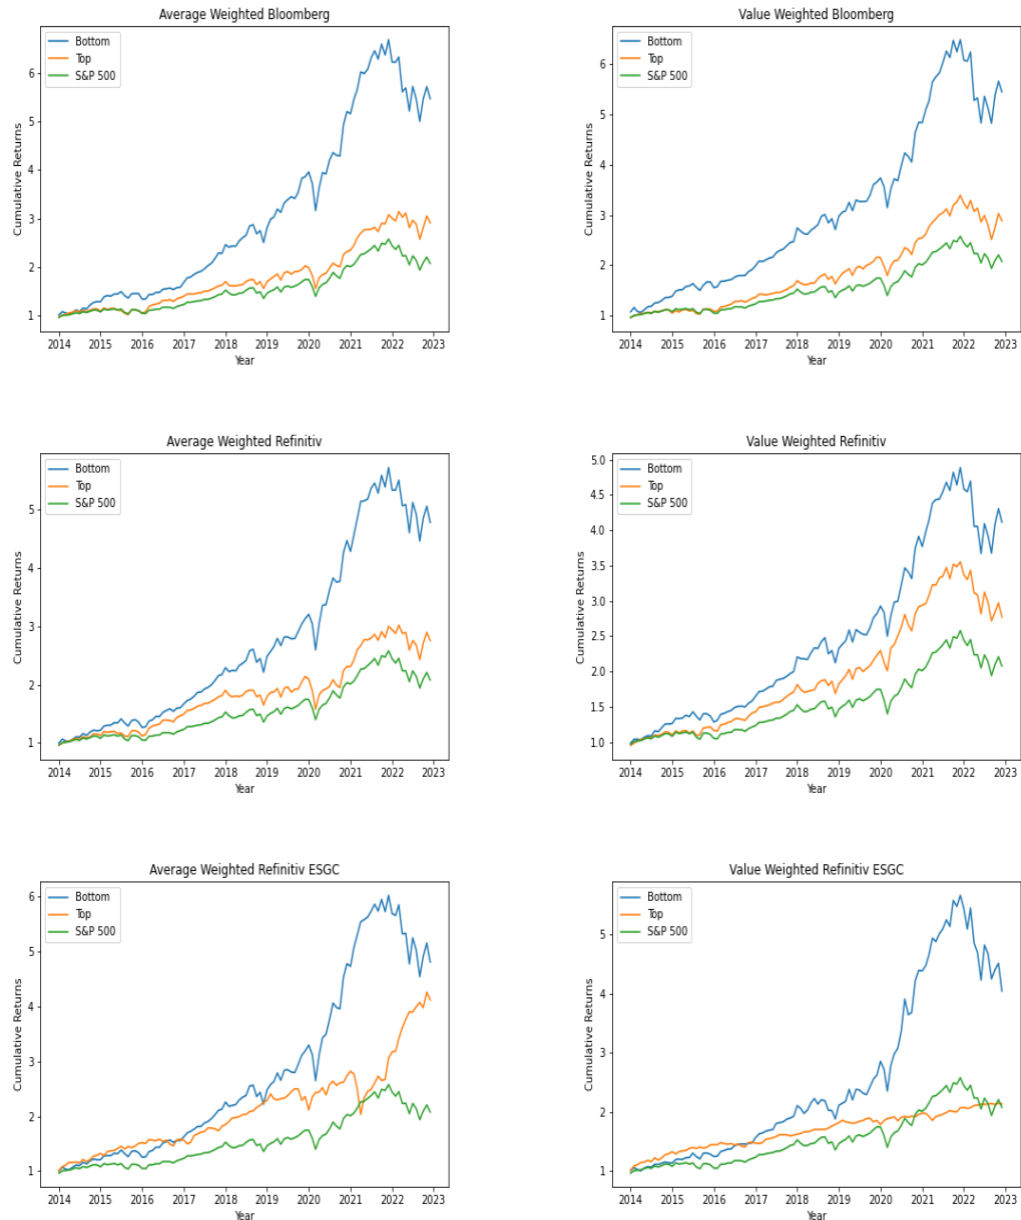 Average Weighted Bloomberg
Bottom
Top
S&P 500
Cumulative Returns
6
5
4
3
2
1
2014 2015 2016 2017 2018 2019 2020 2021 2022 2023
Year
Value Weighted Bloomberg
Bottom
Top
S&P 500
Cumulative Returns
6
5
4
3
2
1
2014 2015 2016 2017 2018 2019 2020 2021 2022 2023
Year
Average Weighted Refinitiv
Bottom
Top
S&P 500
Cumulative Returns
5
4
3
2
1
2014 2015 2016 2017 2018 2019 2020 2021 2022 2023
Year
Value Weighted Refinitiv
Bottom
Top
S&P 500
Cumulative Returns
5.0
4.5
4.0
3.5
3.0
2.5
2.0
1.5
1.0
2014 2015 2016 2017 2018 2019 2020 2021 2022 2023
Year
Average Weighted Refinitiv ESGC
Bottom
Top
S&P 500
Cumulative Returns
6
5
4
3
2
1
2014 2015 2016 2017 2018 2019 2020 2021 2022 2023
Year
Value Weighted Refinitiv ESGC
Bottom
Top
S&P 500
Cumulative Returns
5
4
3
2
1
2014 2015 2016 2017 2018 2019 2020 2021 2022 2023
Year